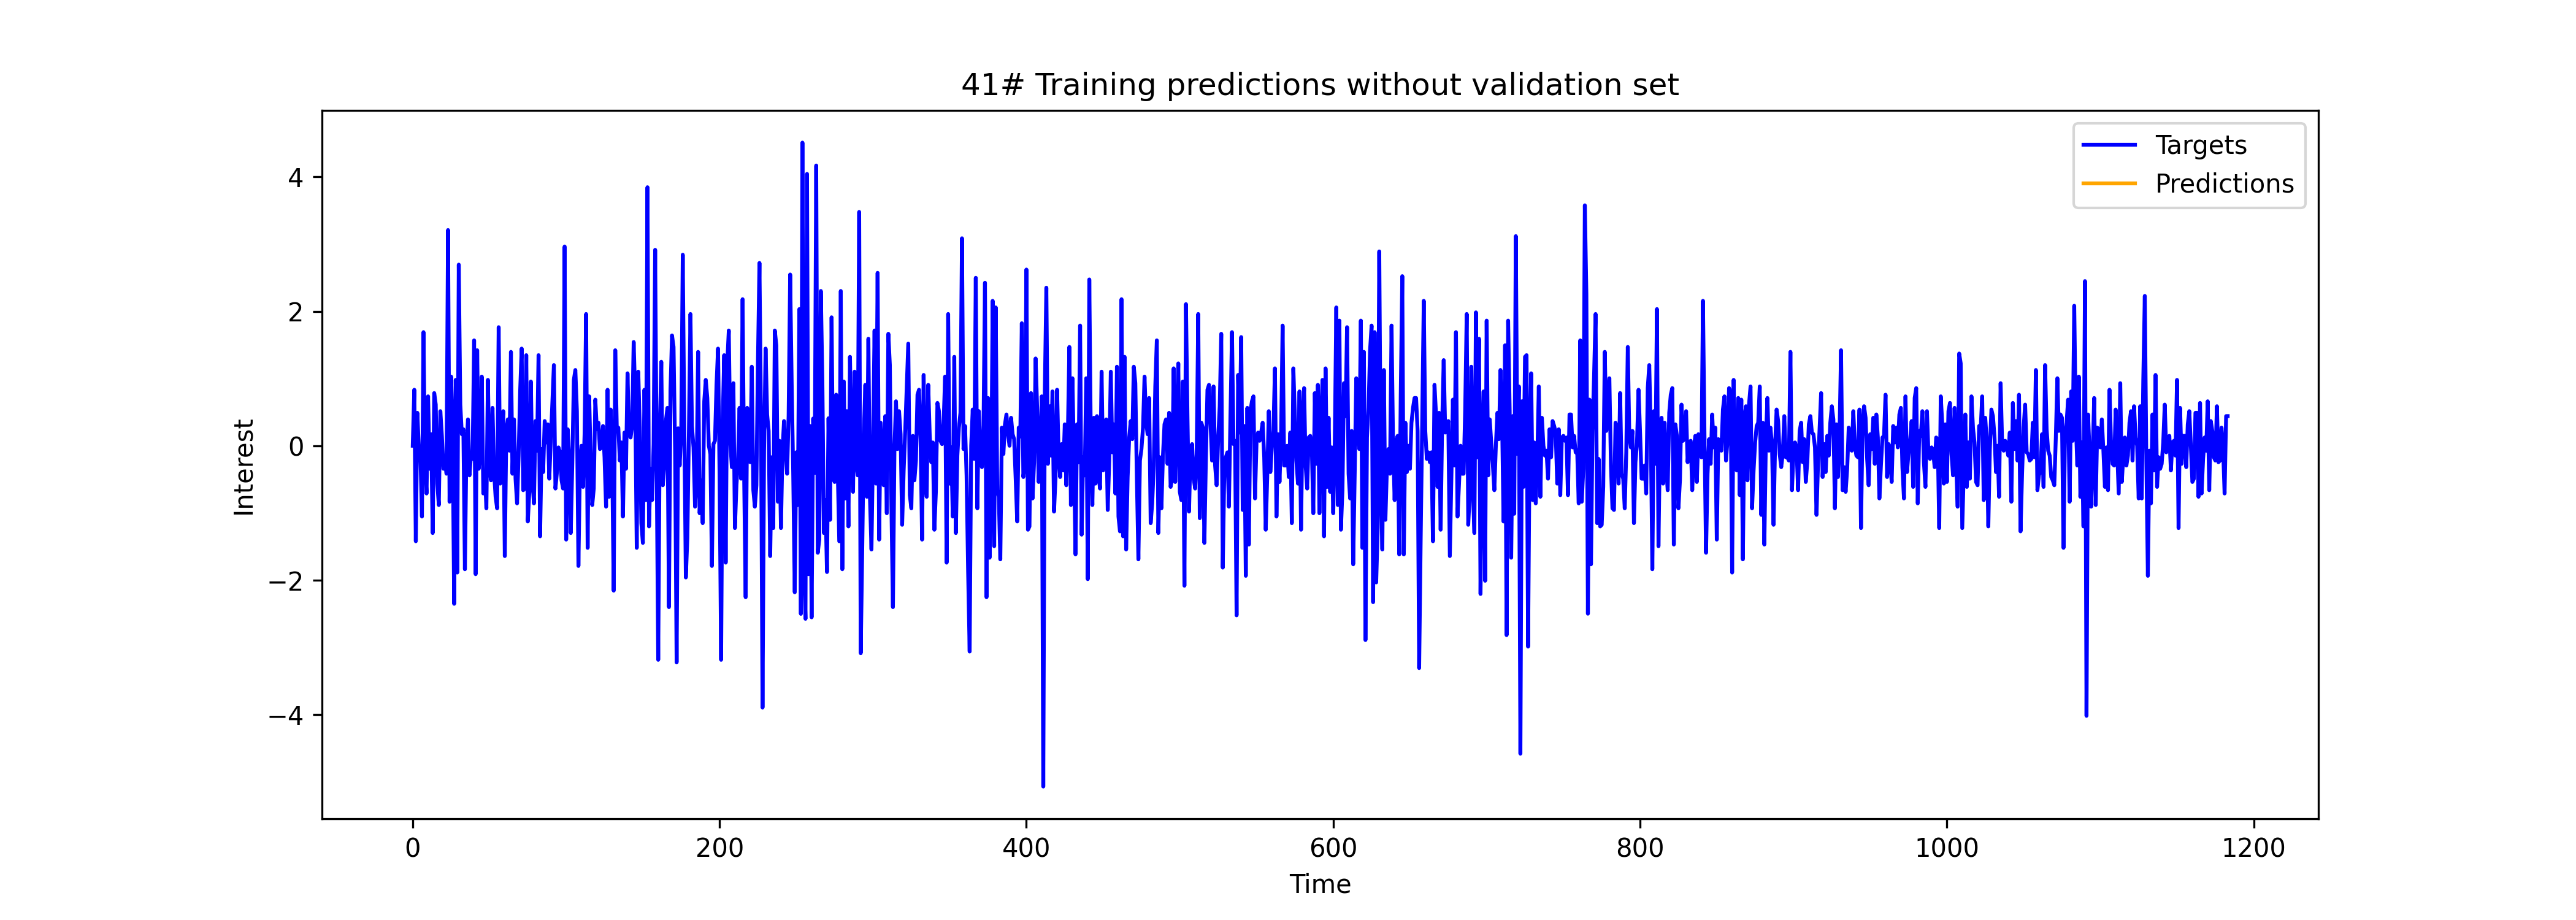 41# Training predictions without validation set
Targets
Predictions
4
2
0
−2
−4
Interest
0
200
400
600
800
1000
1200
Time